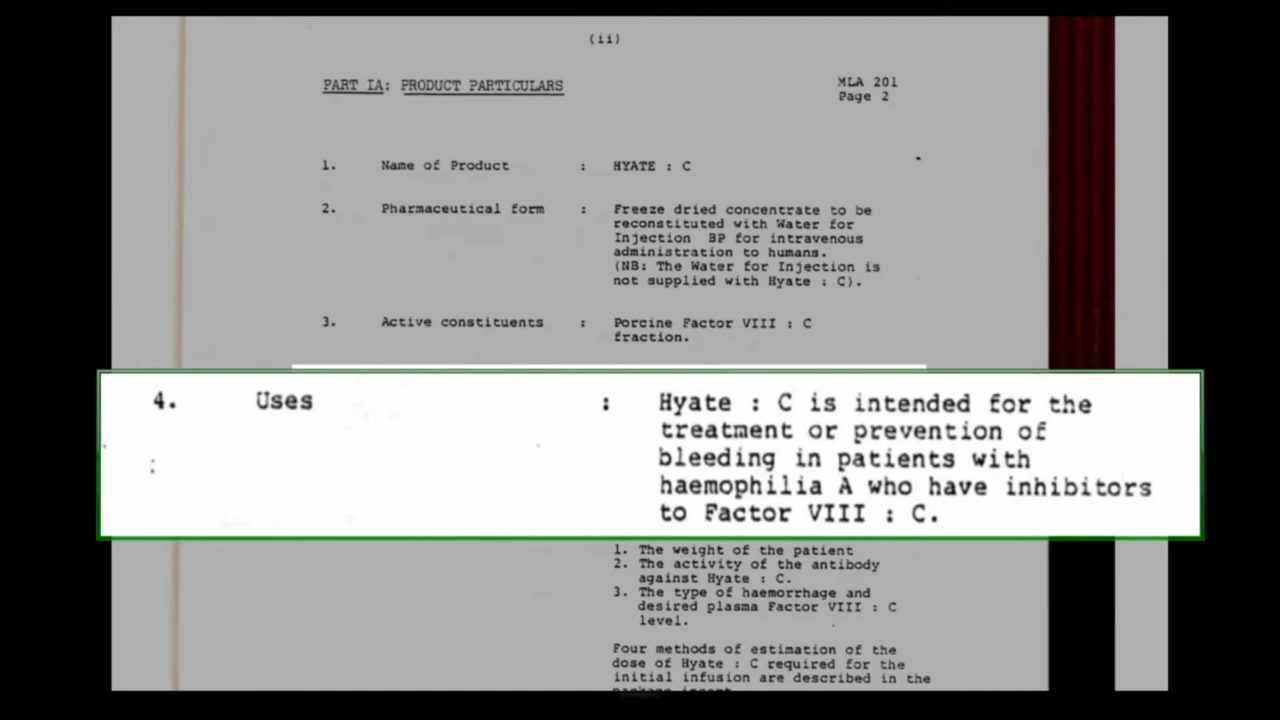 (ii)
PART IA: PRODUCT PARTICULARS
MLA 201
Page 2
1. Name of Product : HYATE : C
2. Pharmaceutical form : Freeze dried concentrate to be
reconstituted with Water for
Injection BP for intravenous
administration to humans.
(NB: The Water for Injection is
not supplied with Hyate : C).
3. Active constituents : Porcine Factor VIII : C
fraction.
4. Uses : Hyate : C is intended for the
treatment or prevention of
bleeding in patients with
haemophilia A who have inhibitors
to Factor VIII : C.
1. The weight of the patient
2. The activity of the antibody
against Hyate : C.
3. The type of haemorrhage and
desired plasma Factor VIII : C
level.
Four methods of estimation of the
dose of Hyate : C required for the
initial infusion are described in the